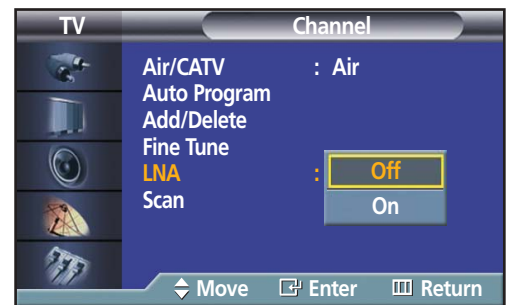 TV Channel
Air/CATV : Air
Auto Program
Add/Delete
Fine Tune
LNA : Off
Scan On
Move Enter Return